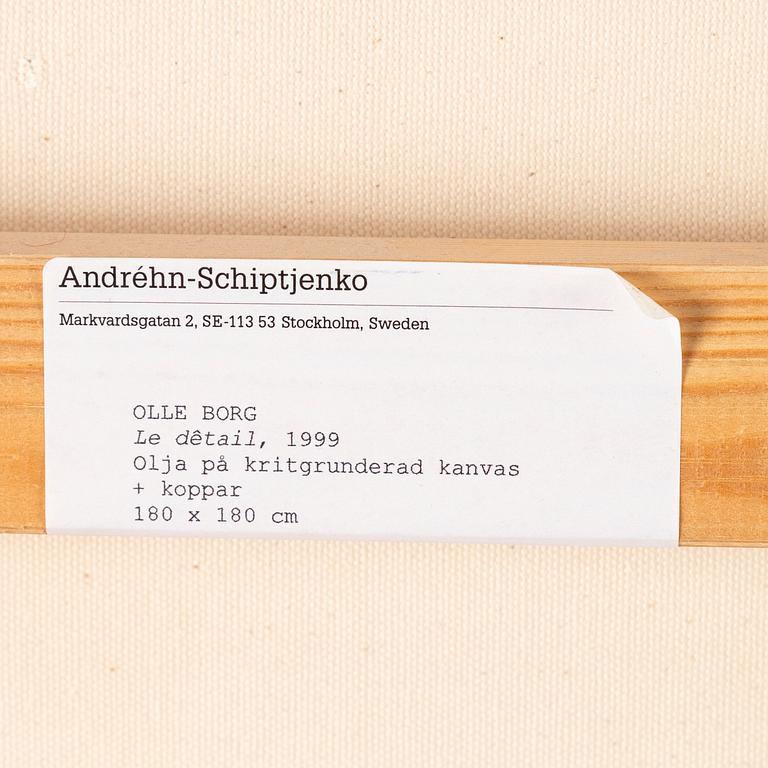 Andréhn-Schiptjenko
Markvardsgatan 2, SE-113 53 Stockholm, Sweden
OLLE BORG
Le dêtail, 1999
Olja på kritgrunderad kanvas
+ koppar
180 x 180 cm